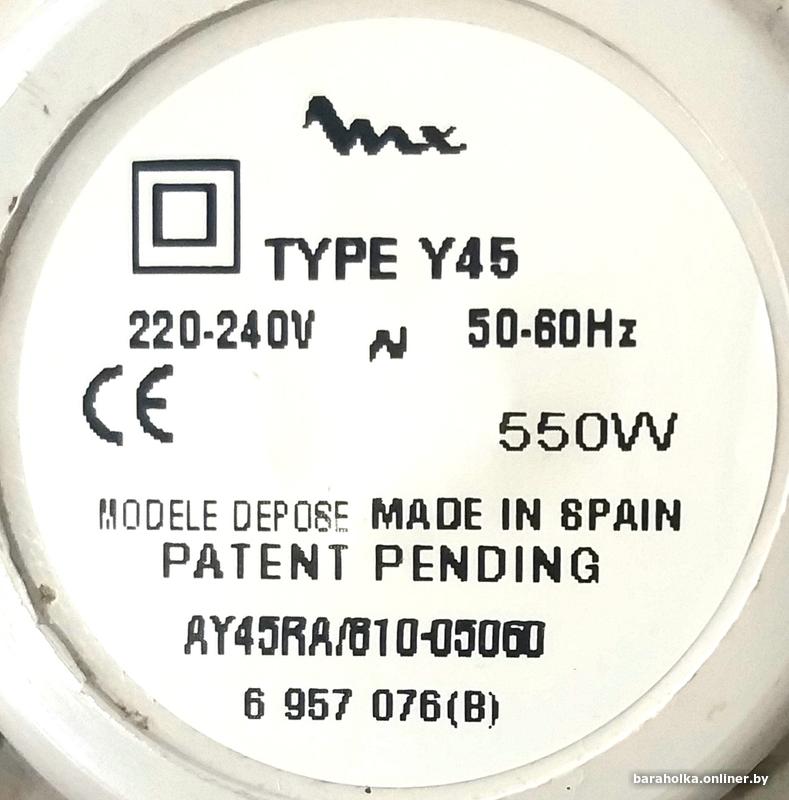 Mx
TYPE Y45
220-240V ~ 50-60Hz
CE
550W
MODELE DEPOSE MADE IN SPAIN
PATENT PENDING
AY45RA/810-05060
6 957 076(B)
baraholka.onliner.by